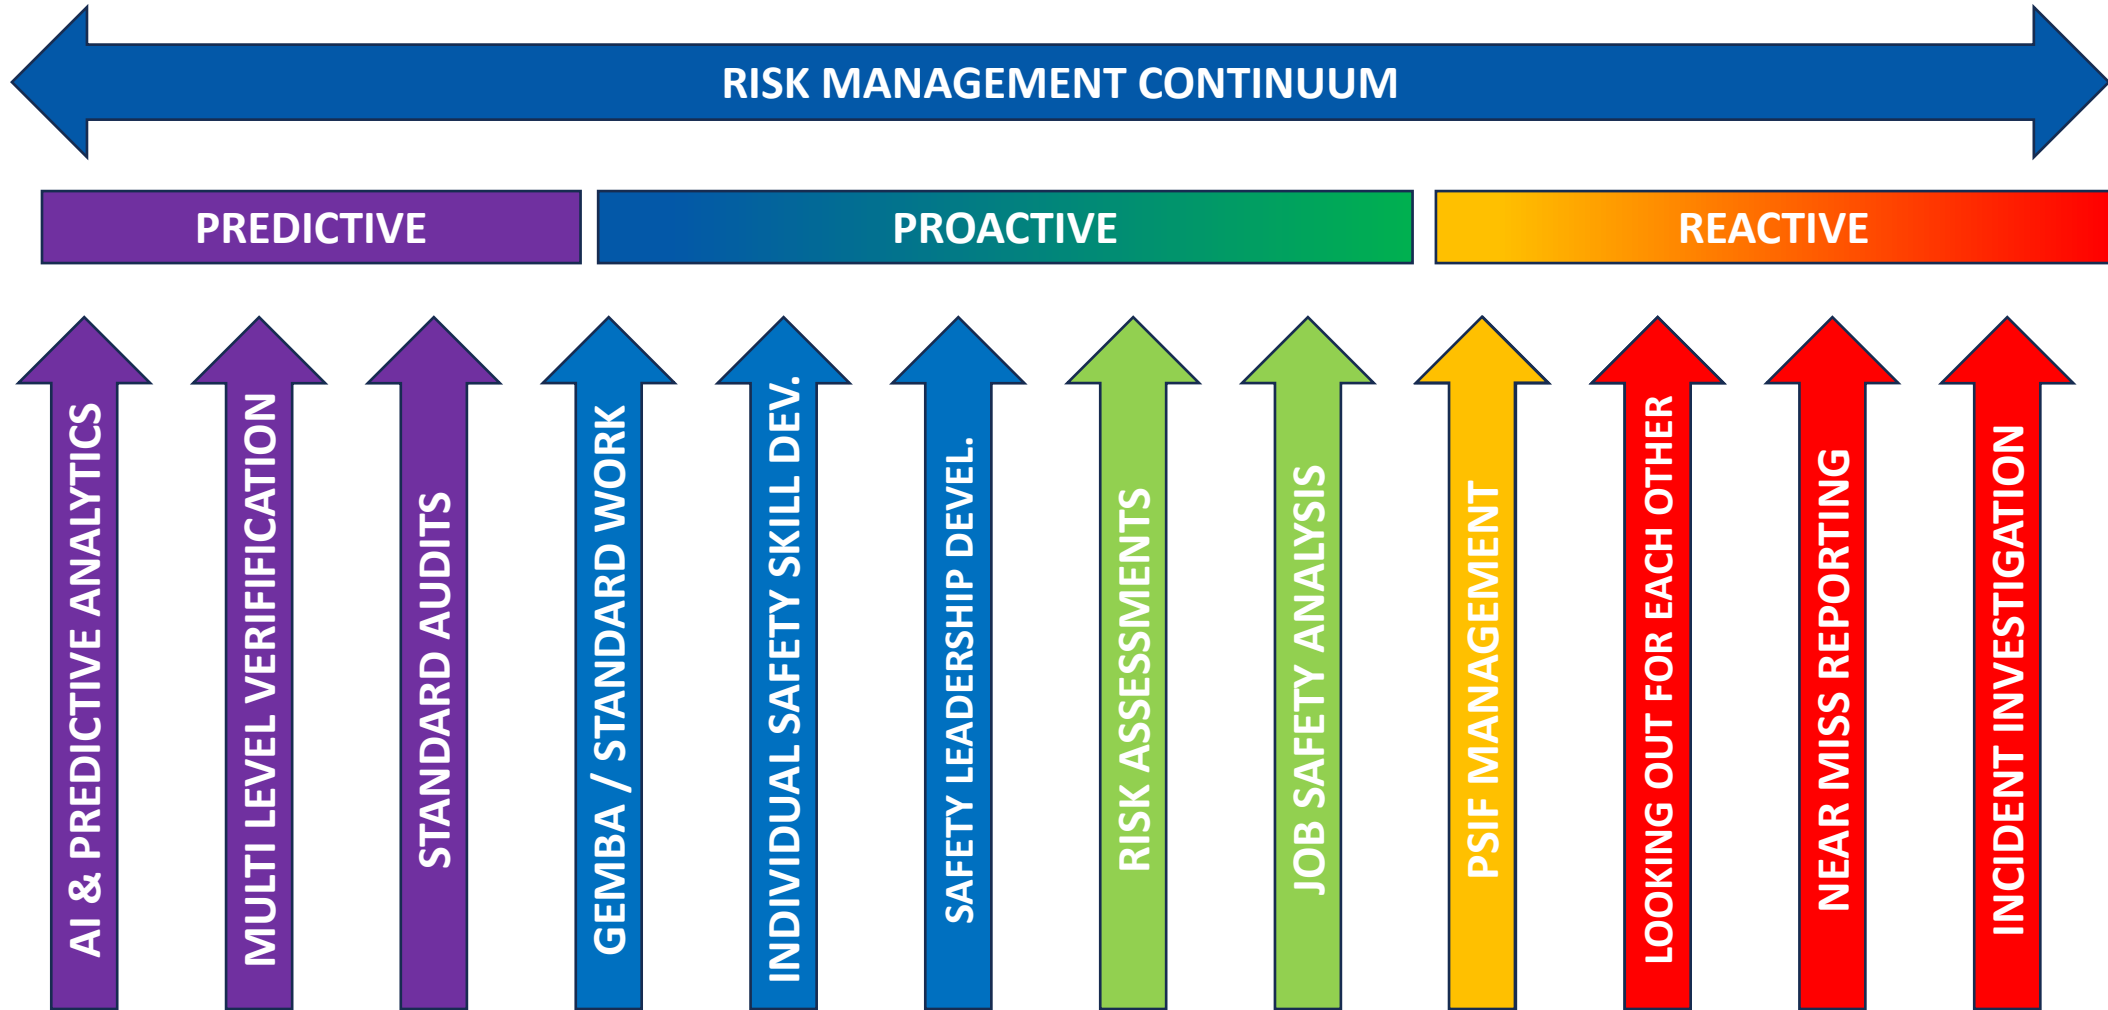 RISK MANAGEMENT CONTINUUM
PREDICTIVE
PROACTIVE
REACTIVE
AI & PREDICTIVE ANALYTICS
MULTI LEVEL VERIFIFICATION
STANDARD AUDITS
GEMBA / STANDARD WORK
INDIVIDUAL SAFETY SKILL DEV.
SAFETY LEADERSHIP DEVEL.
RISK ASSESSMENTS
JOB SAFETY ANALYSIS
PSIF MANAGEMENT
LOOKING OUT FOR EACH OTHER
NEAR MISS REPORTING
INCIDENT INVESTIGATION